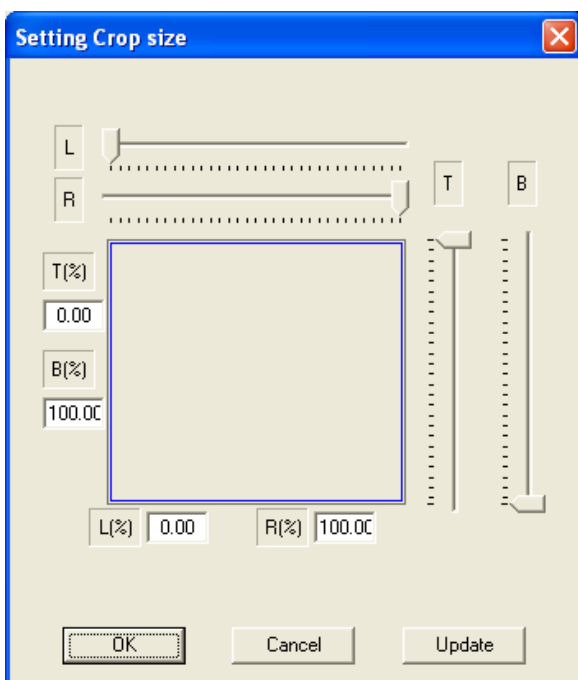 Setting Crop size
L
R
T
B
T(%)
0.00
B(%)
100.00
L(%)
0.00
R(%)
100.00
OK
Cancel
Update